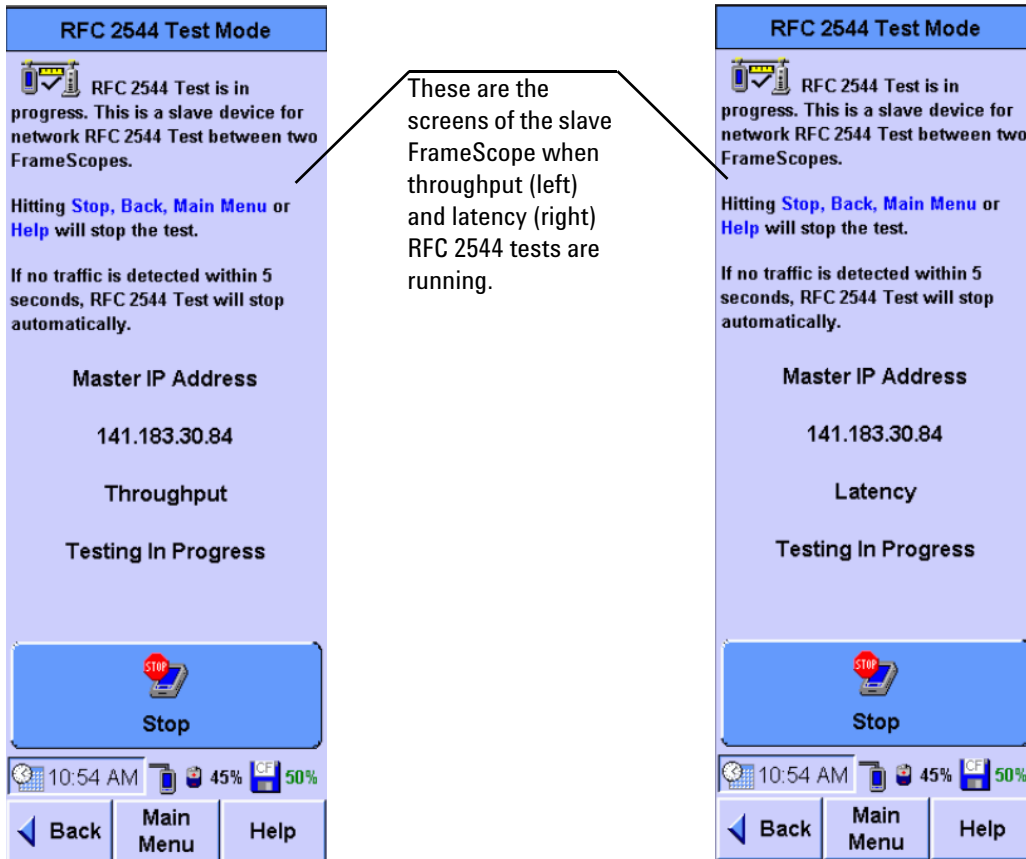 RFC 2544 Test Mode
RFC 2544 Test is in
progress. This is a slave device for
network RFC 2544 Test between two
FrameScopes.
Hitting Stop, Back, Main Menu or
Help will stop the test.
If no traffic is detected within 5
seconds, RFC 2544 Test will stop
automatically.
Master IP Address
141.183.30.84
Throughput
Testing In Progress
STOP
Stop
10:54 AM
45%
CF
50%
Back
Main
Menu
Help
These are the
screens of the slave
FrameScope when
throughput (left)
and latency (right)
RFC 2544 tests are
running.
RFC 2544 Test Mode
RFC 2544 Test is in
progress. This is a slave device for
network RFC 2544 Test between two
FrameScopes.
Hitting Stop, Back, Main Menu or
Help will stop the test.
If no traffic is detected within 5
seconds, RFC 2544 Test will stop
automatically.
Master IP Address
141.183.30.84
Latency
Testing In Progress
STOP
Stop
10:54 AM
45%
CF
50%
Back
Main
Menu
Help